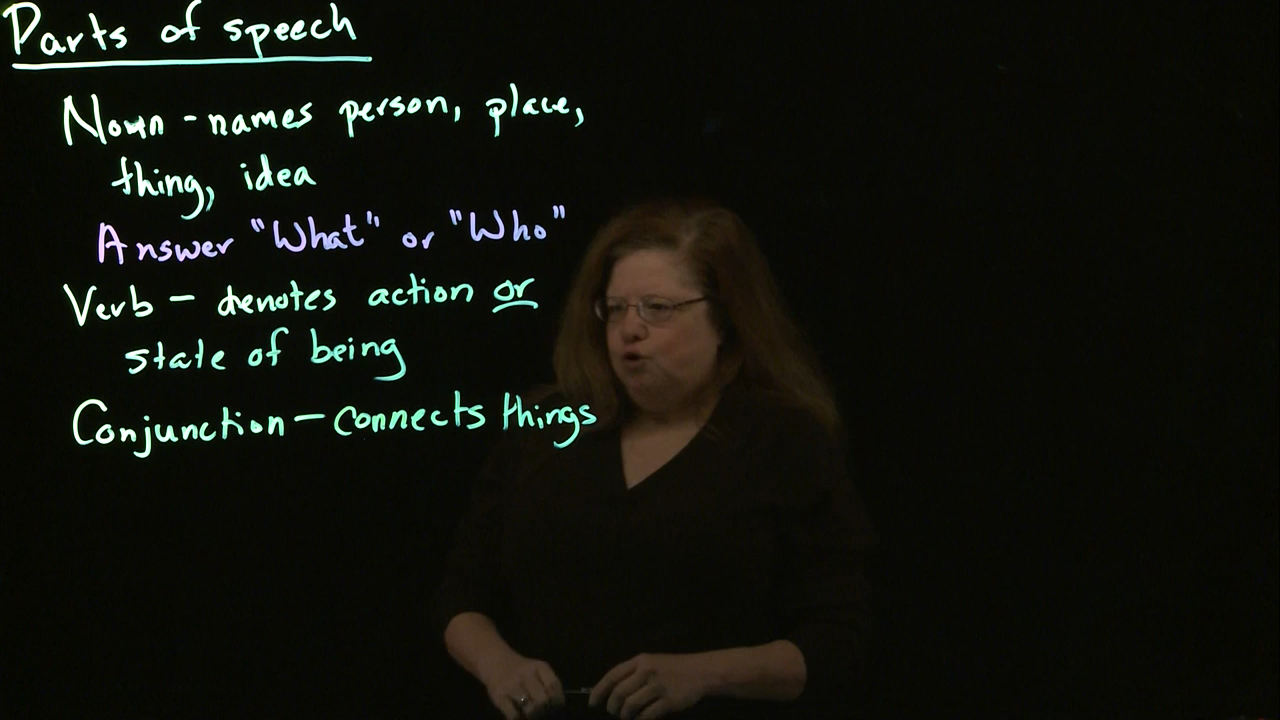 Parts of speech
Noun - names person, place,
thing, idea
Answer "What" or "Who"
Verb - denotes action or
state of being
Conjunction - connects things